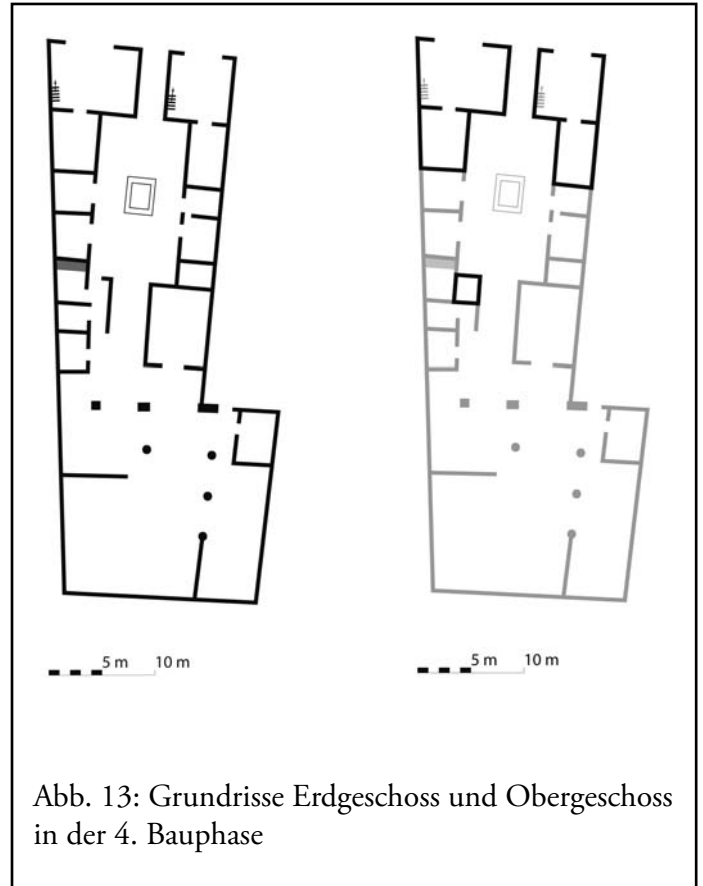 5 m 10 m
5 m 10 m
Abb. 13: Grundrisse Erdgeschoss und Obergeschoss
in der 4. Bauphase